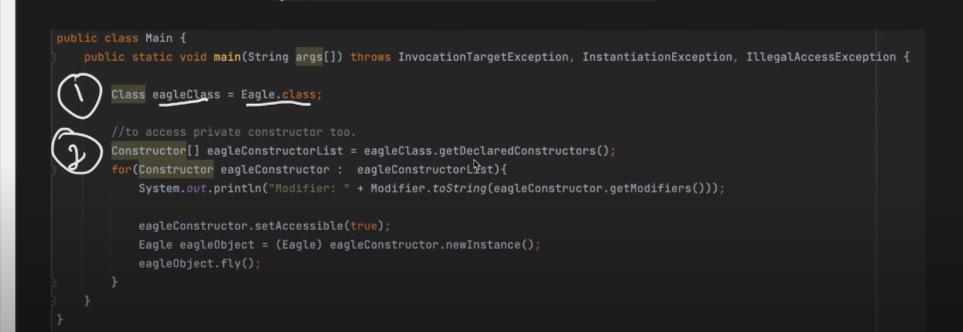 public class Main {
public static void main(String args[]) throws InvocationTargetException, InstantiationException, IllegalAccessException {
1 Class eagleClass = Eagle.class;
//to access private constructor too.
2 Constructor[] eagleConstructorList = eagleClass.getDeclaredConstructors();
for(Constructor eagleConstructor : eagleConstructorList){
System.out.println("Modifier: " + Modifier.toString(eagleConstructor.getModifiers()));
eagleConstructor.setAccessible(true);
Eagle eagleObject = (Eagle) eagleConstructor.newInstance();
eagleObject.fly();
}
}
}